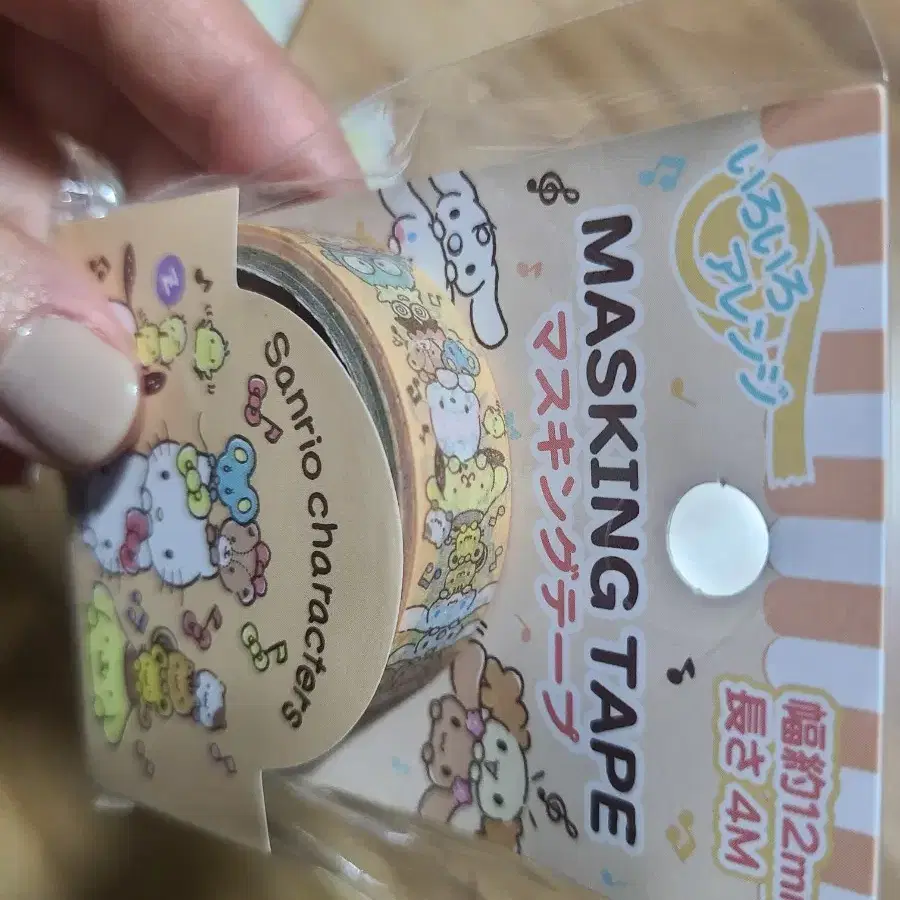 いろいろ
アレンジ
幅約12mm
長さ 4M
MASKING TAPE
マスキングテープ
Sanrio characters
Z